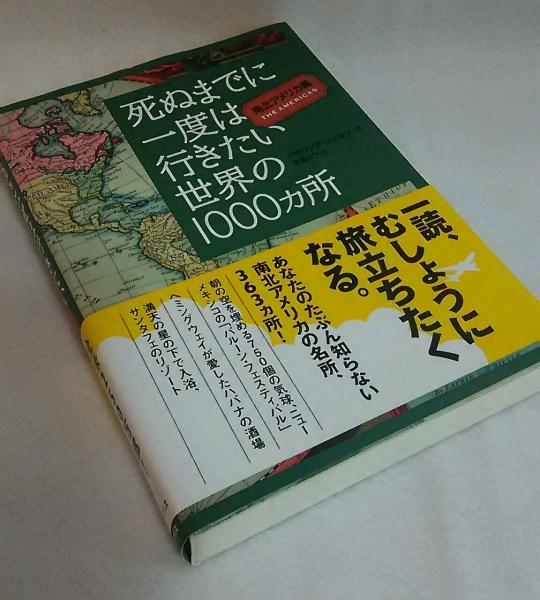 死ぬまでに
一度は
行きたい
世界の
1000ヵ所
南北アメリカ編
THE AMERICAS
一読、
むしょうに
旅立ちたく
なる。
あなたのたぶん知らない
南北アメリカの名所、
363ヵ所!
朝の空を埋める750個の気球、ニュー
メキシコの「バルーン・フェスティバル」
ヘミングウェイが愛したハバナの酒場
満天の星の下で入浴、
サンタフェのリゾート